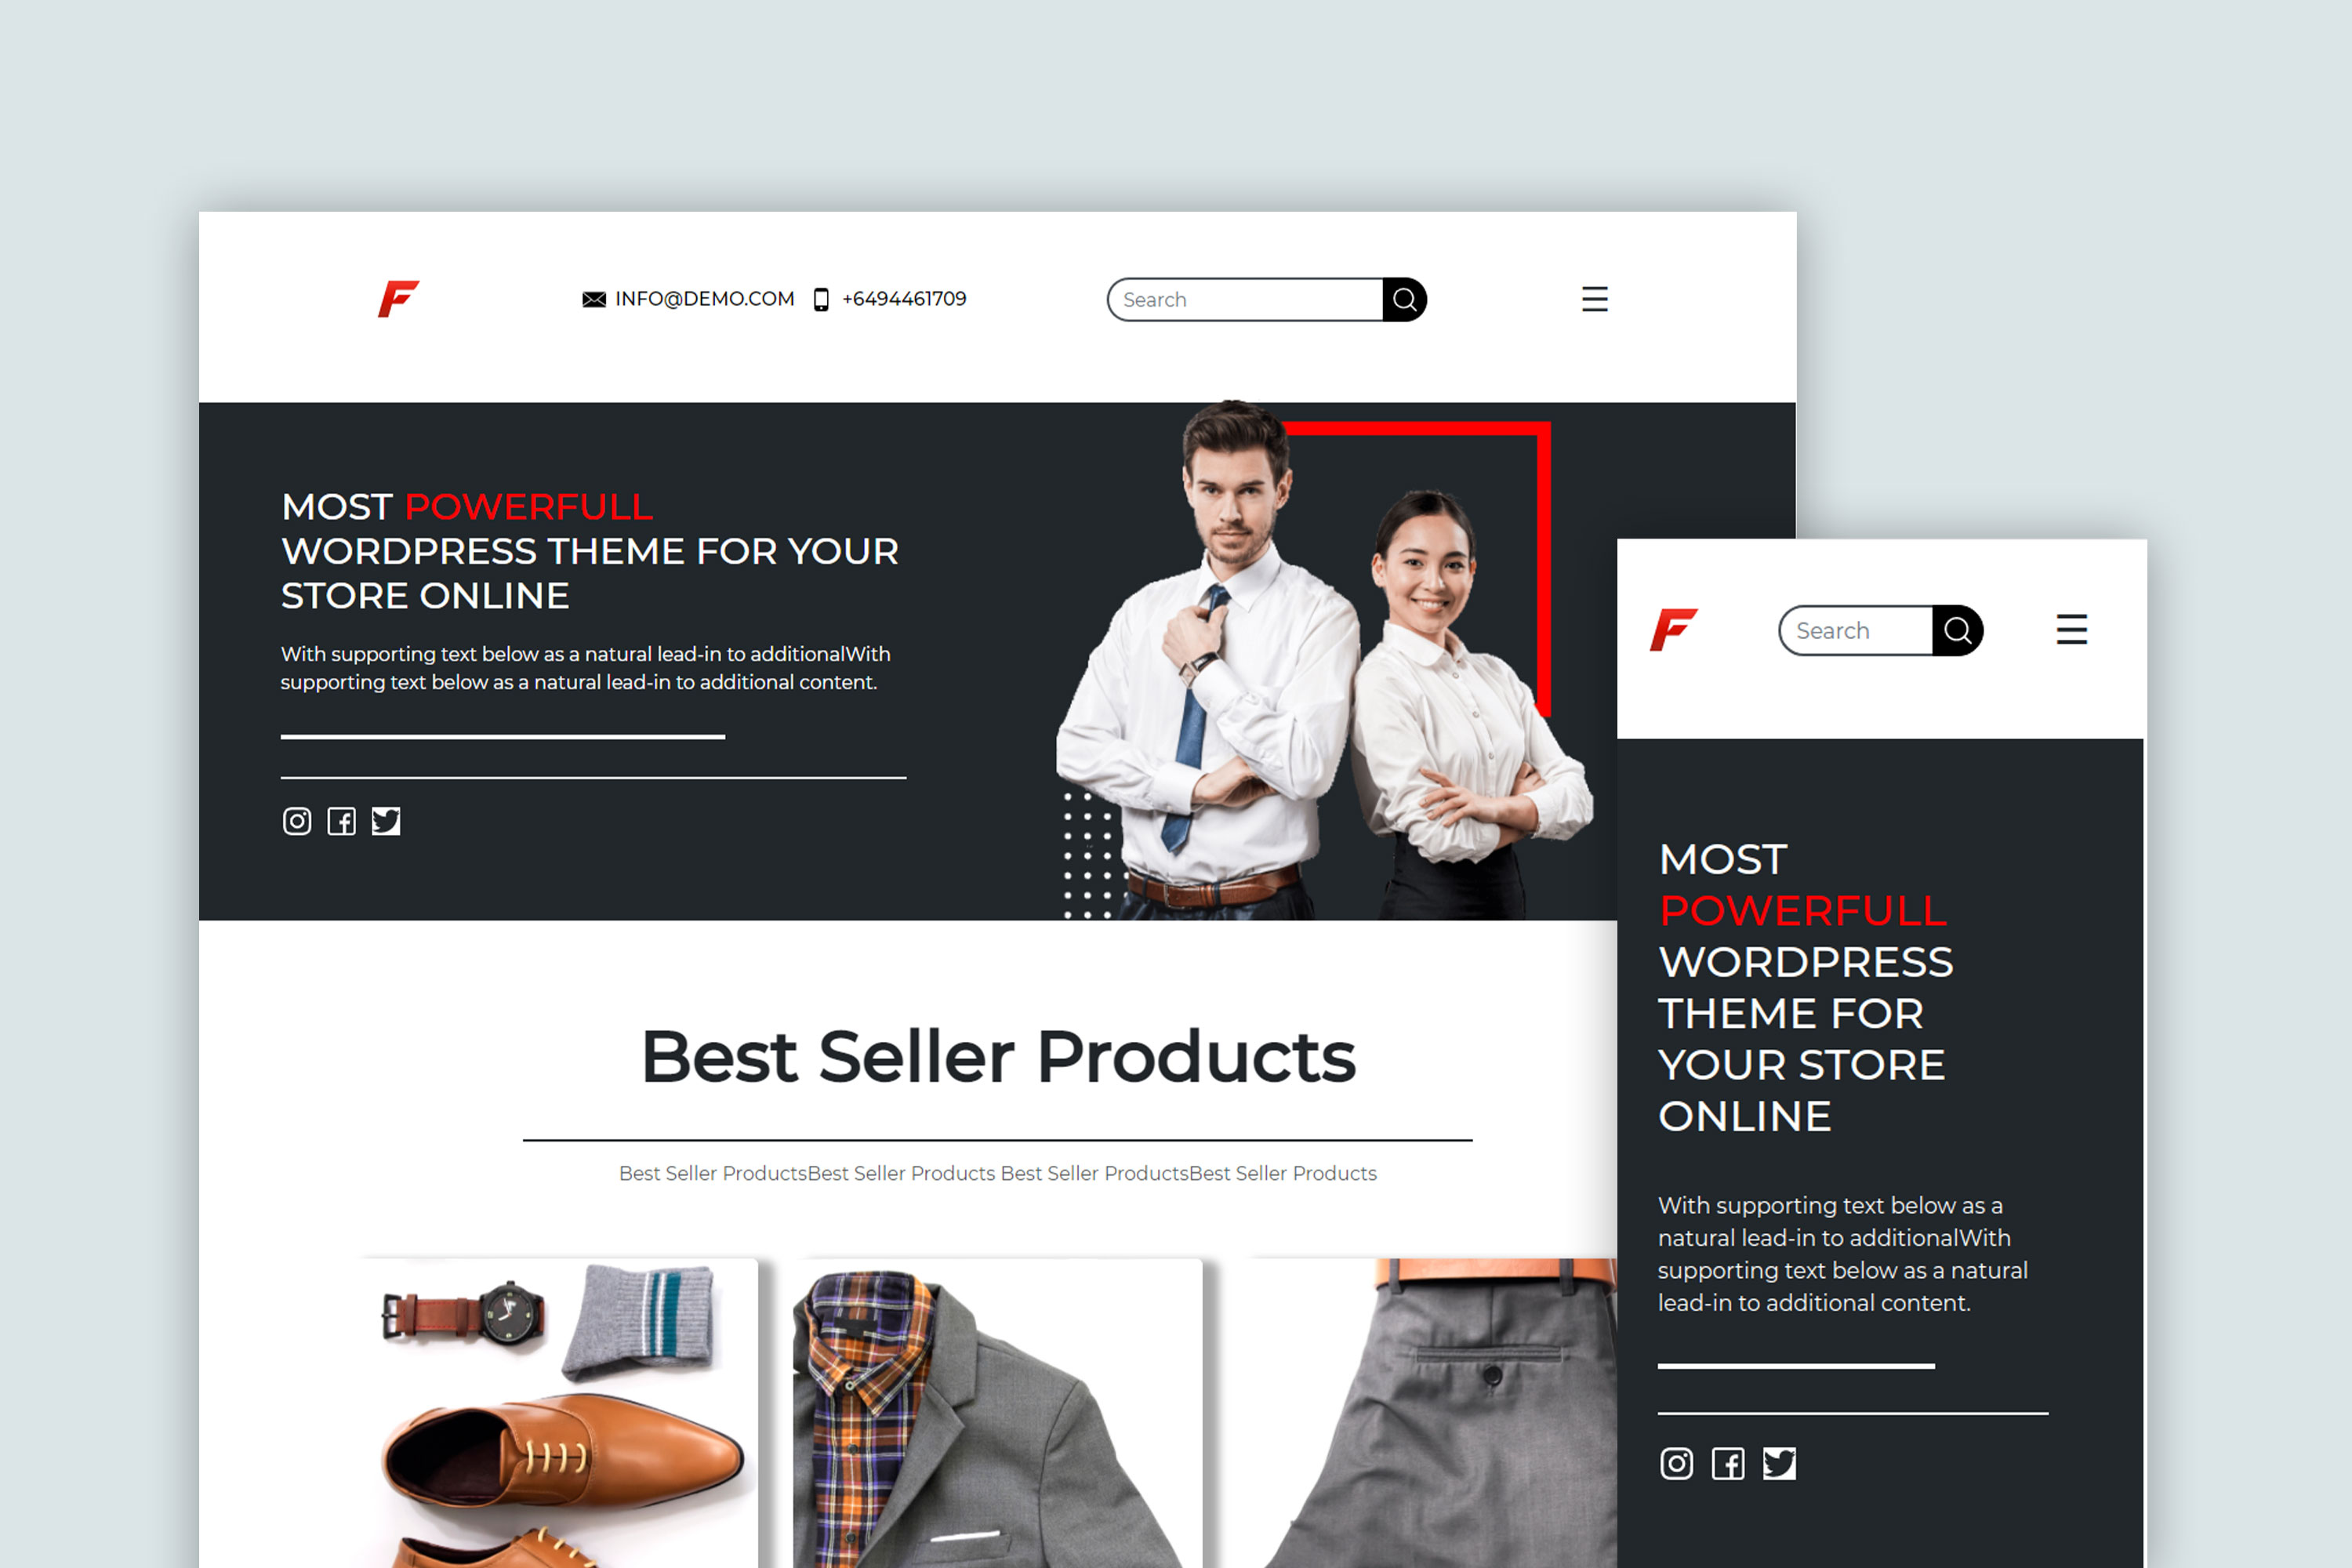 F
INFO@DEMO.COM +6494461709
Search
MOST POWERFULL
WORDPRESS THEME FOR YOUR
STORE ONLINE
With supporting text below as a natural lead-in to additionalWith
supporting text below as a natural lead-in to additional content.
Best Seller Products
Best Seller ProductsBest Seller Products Best Seller ProductsBest Seller Products
F
Search
MOST
POWERFULL
WORDPRESS
THEME FOR
YOUR STORE
ONLINE
With supporting text below as a
natural lead-in to additionalWith
supporting text below as a natural
lead-in to additional content.